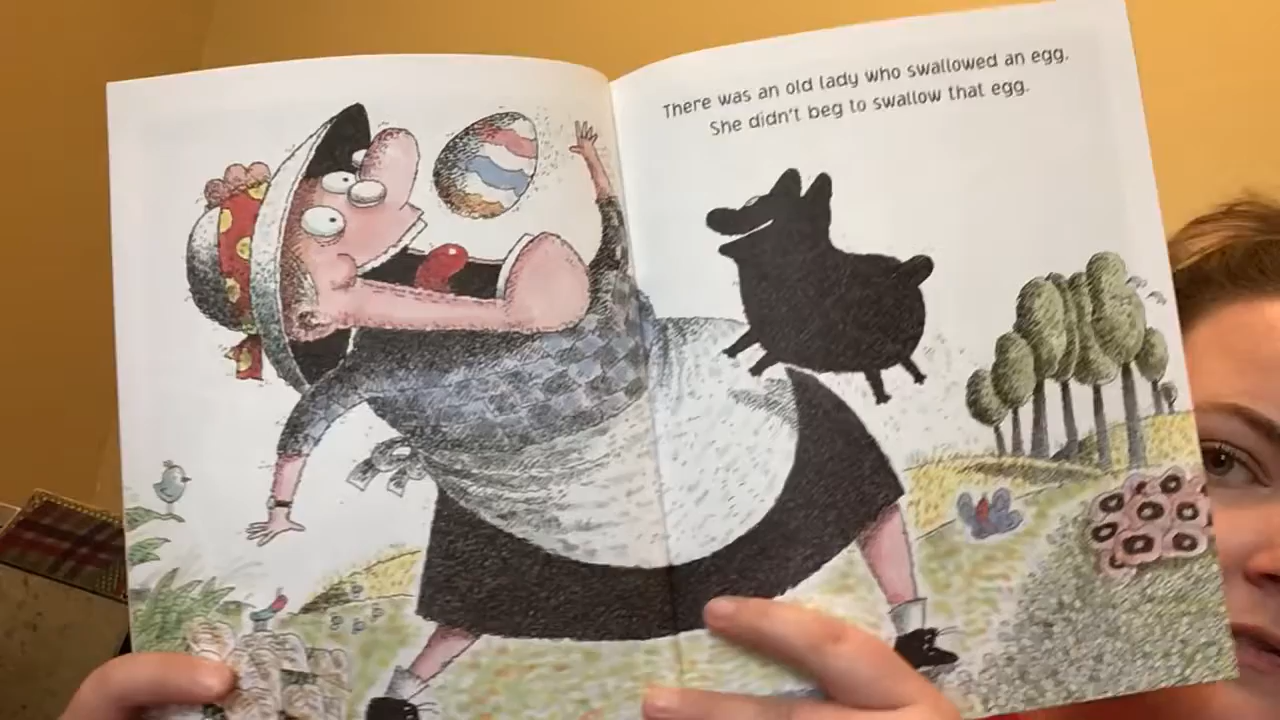 There was an old lady who swallowed an egg.
She didn't beg to swallow that egg.